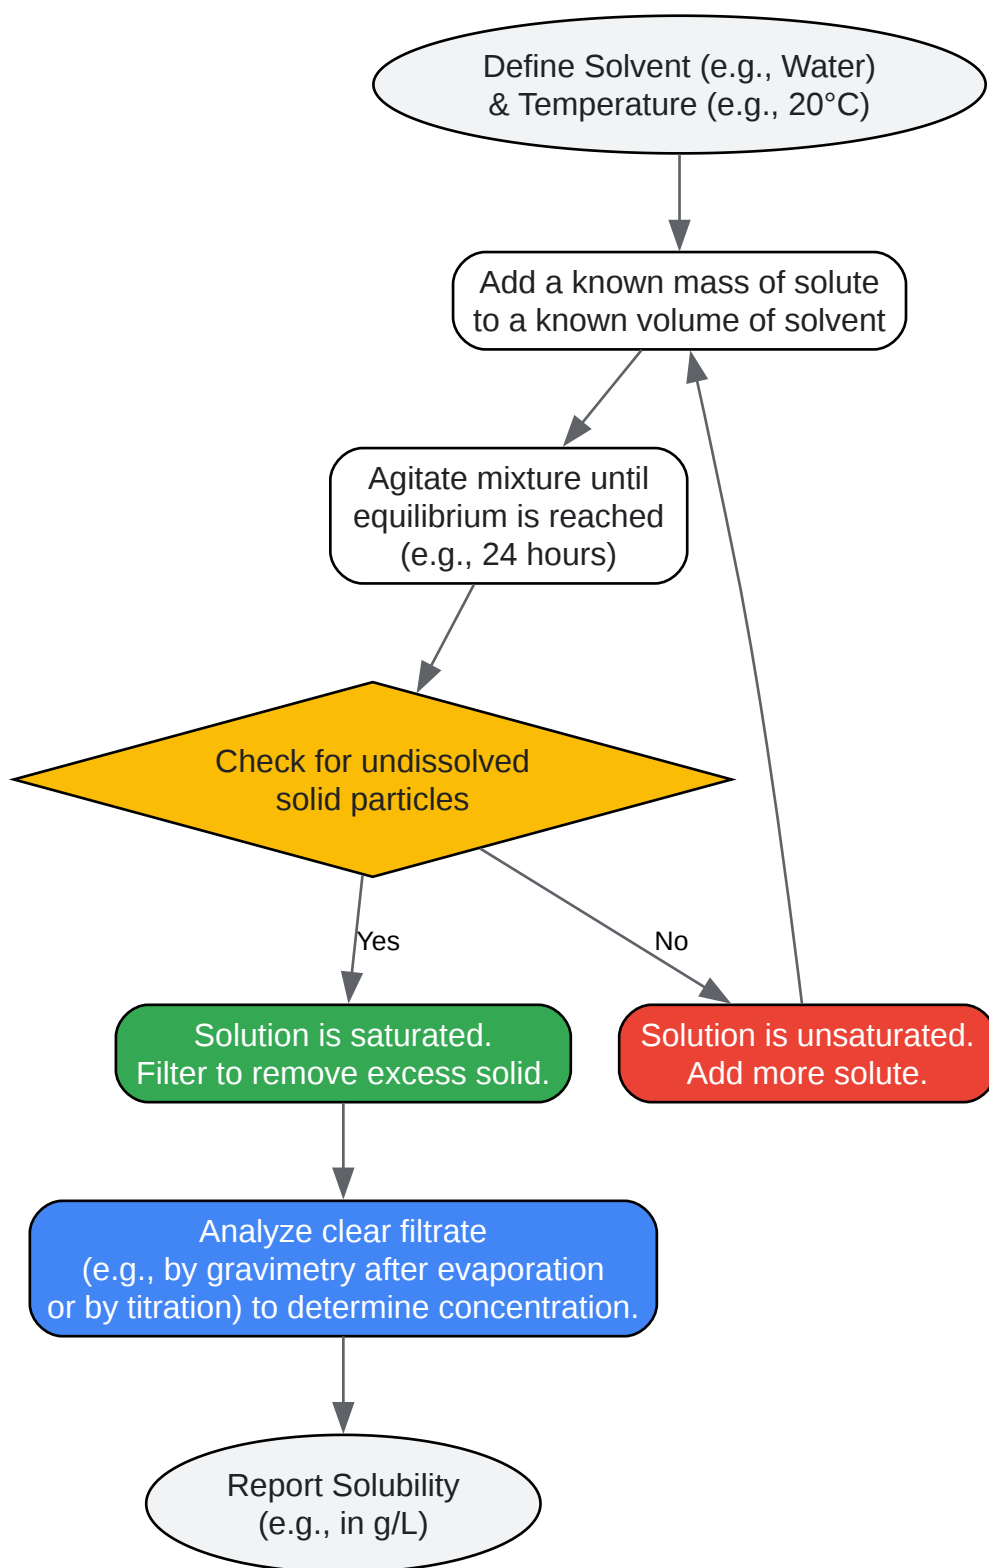 Define Solvent (e.g., Water)
& Temperature (e.g., 20°C)
Add a known mass of solute
to a known volume of solvent
Agitate mixture until
equilibrium is reached
(e.g., 24 hours)
Check for undissolved
solid particles
Yes
No
Solution is saturated.
Filter to remove excess solid.
Solution is unsaturated.
Add more solute.
Analyze clear filtrate
(e.g., by gravimetry after evaporation
or by titration) to determine concentration.
Report Solubility
(e.g., in g/L)